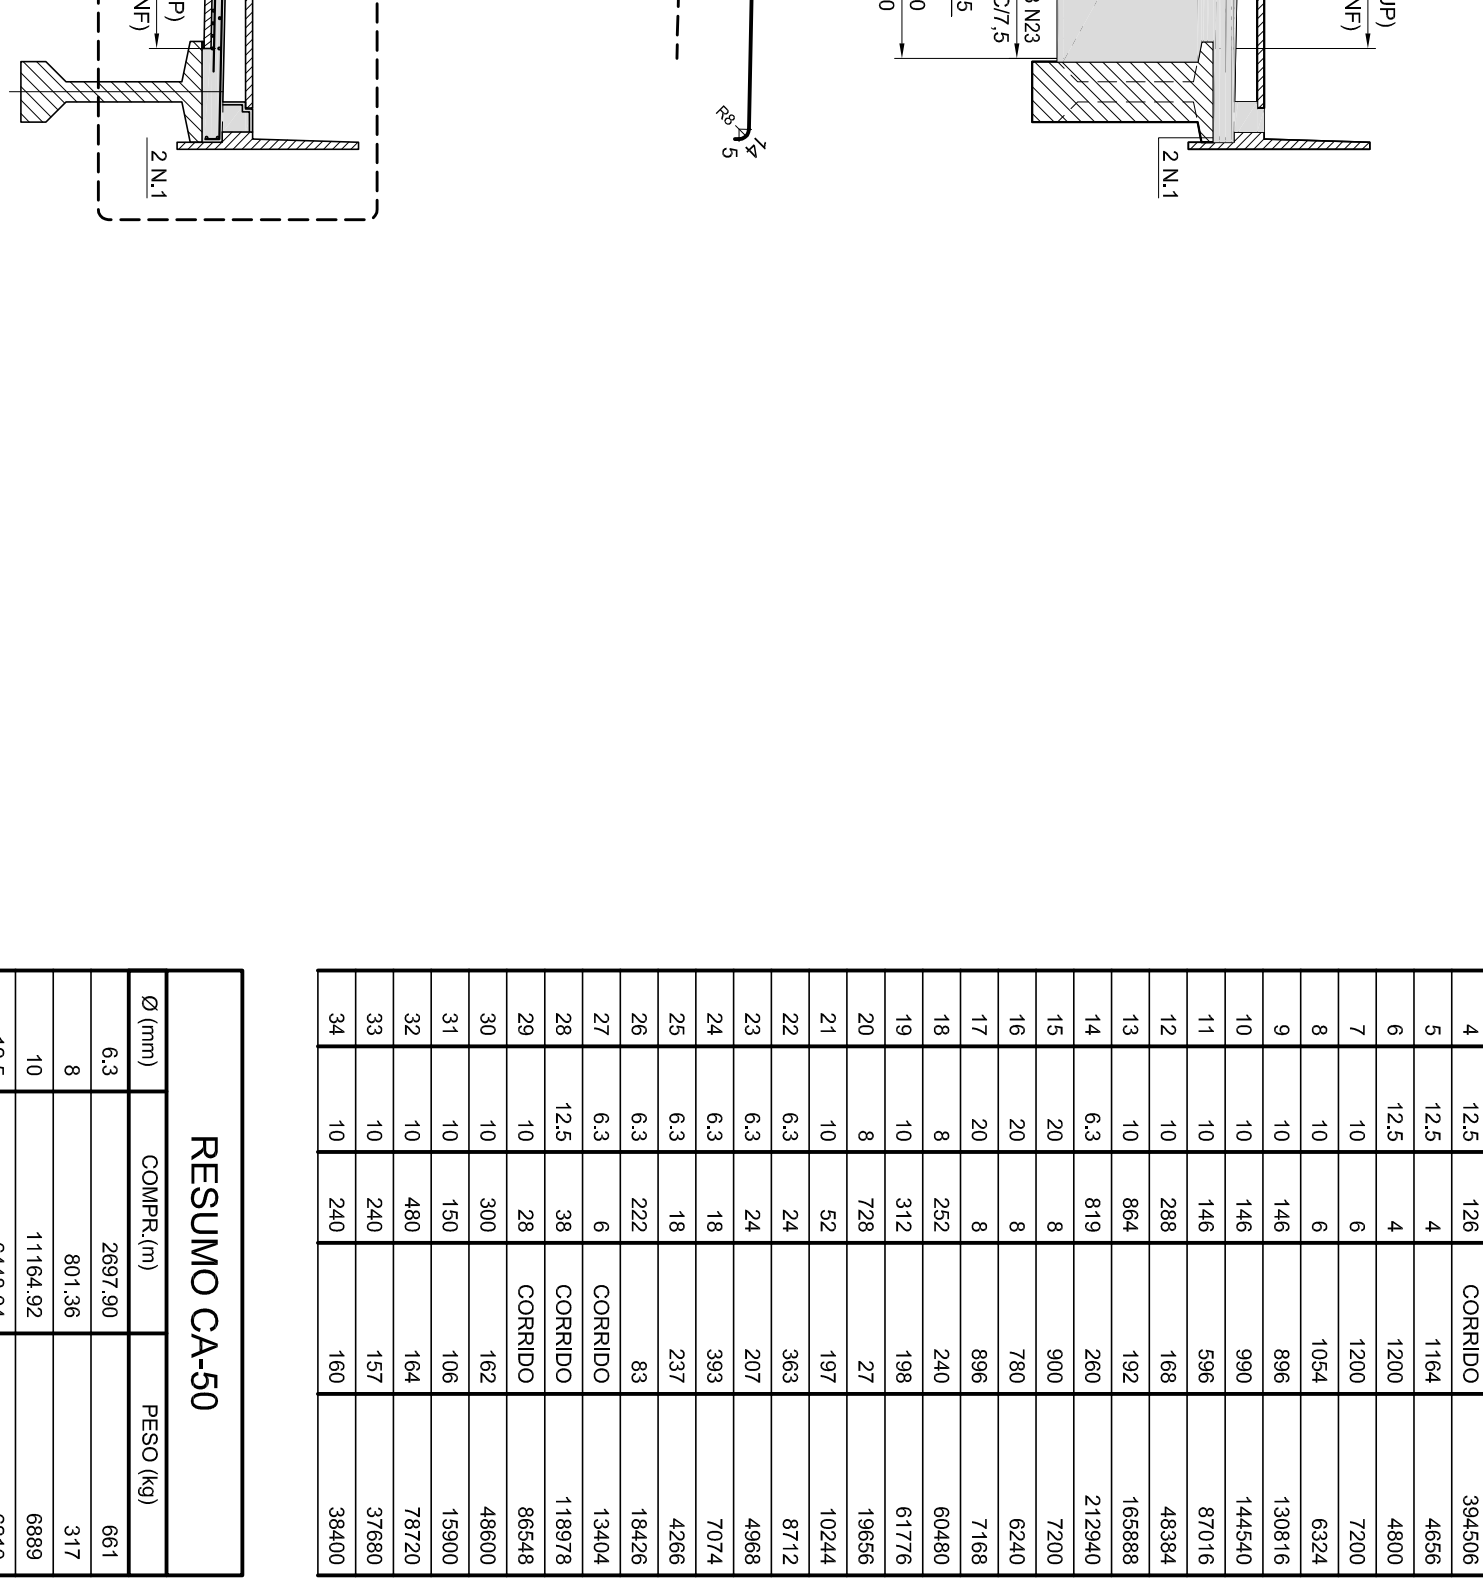 P)
NF)
2 N.1
R8
14
5
0
0
5
C/7,5
3 N23
JP)
NF)
2 N.1
4 12.5 126 CORRIDO 394506
5 12.5 4 1164 4656
6 12.5 4 1200 4800
7 10 6 1200 7200
8 10 6 1054 6324
9 10 146 896 130816
10 10 146 990 144540
11 10 146 596 87016
12 10 288 168 48384
13 10 864 192 165888
14 6.3 819 260 212940
15 20 8 900 7200
16 20 8 780 6240
17 20 8 896 7168
18 8 252 240 60480
19 10 312 198 61776
20 8 728 27 19656
21 10 52 197 10244
22 6.3 24 363 8712
23 6.3 24 207 4968
24 6.3 18 393 7074
25 6.3 18 237 4266
26 6.3 222 83 18426
27 6.3 6 CORRIDO 13404
28 12.5 38 CORRIDO 118978
29 10 28 CORRIDO 86548
30 10 300 162 48600
31 10 150 106 15900
32 10 480 164 78720
33 10 240 157 37680
34 10 240 160 38400
RESUMO CA-50
Ø (mm) COMPR.(m) PESO (kg)
6.3 2697.90 661
8 801.36 317
10 11164.92 6889